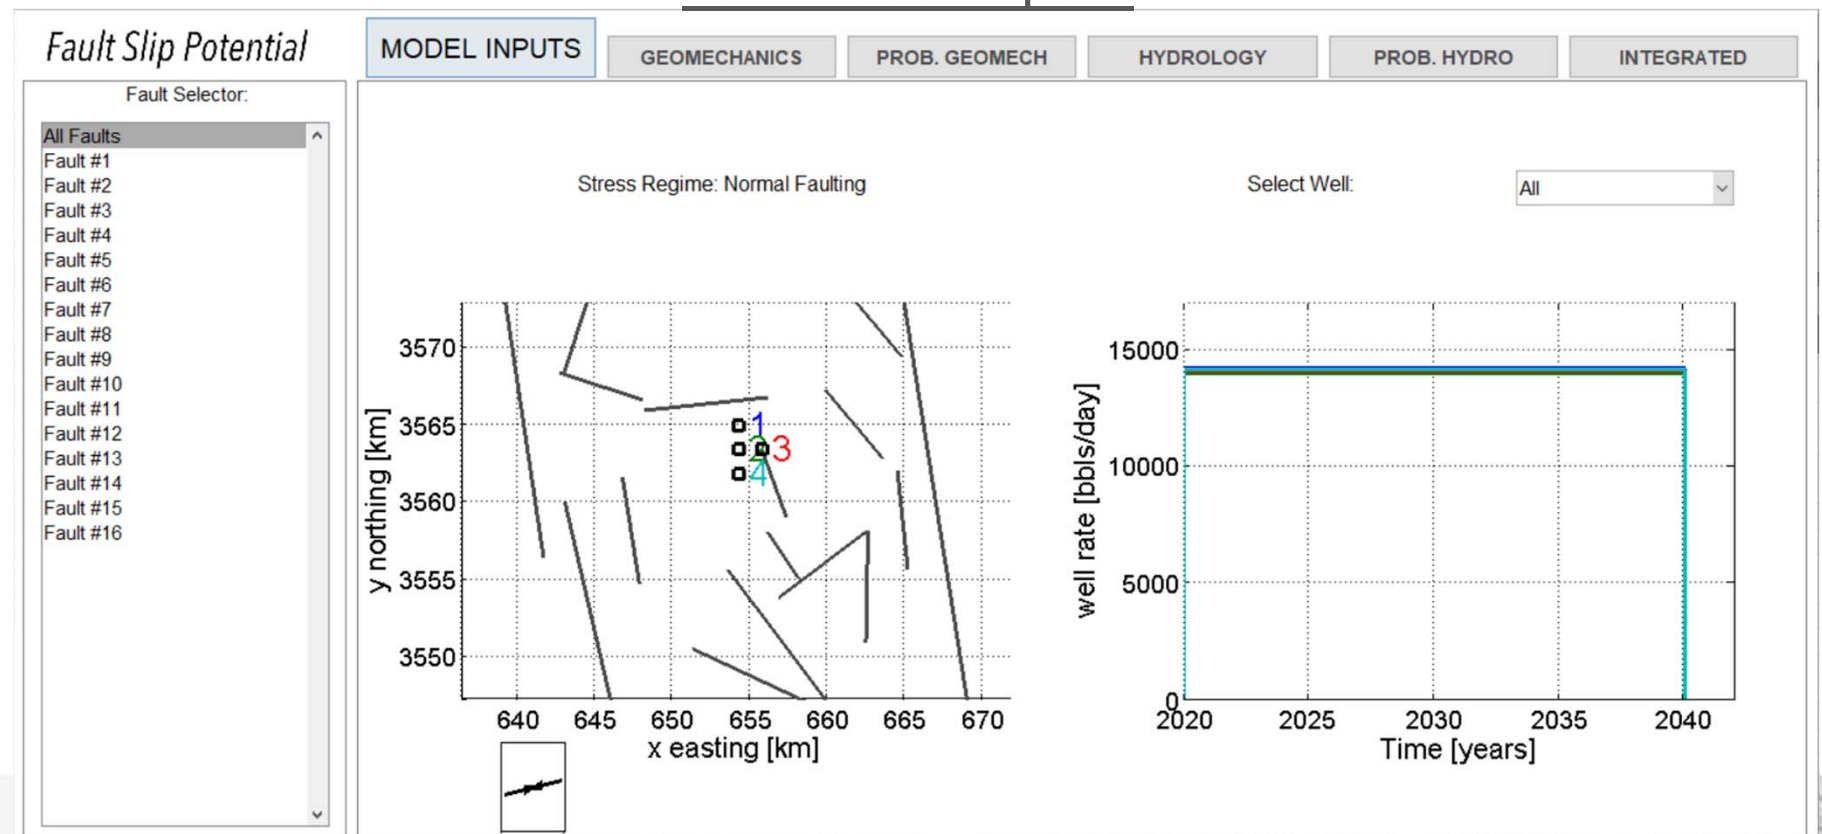 Fault Slip Potential
MODEL INPUTS
GEOMECHANICS
PROB. GEOMECH
HYDROLOGY
PROB. HYDRO
INTEGRATED
Fault Selector:
All Faults
Fault #1
Fault #2
Fault #3
Fault #4
Fault #5
Fault #6
Fault #7
Fault #8
Fault #9
Fault #10
Fault #11
Fault #12
Fault #13
Fault #14
Fault #15
Fault #16
Stress Regime: Normal Faulting
Select Well:
All
y northing [km]
3570
3565
3560
3555
3550
1
2
3
4
640 645 650 655 660 665 670
x easting [km]
well rate [bbls/day]
15000
10000
5000
0
2020 2025 2030 2035 2040
Time [years]